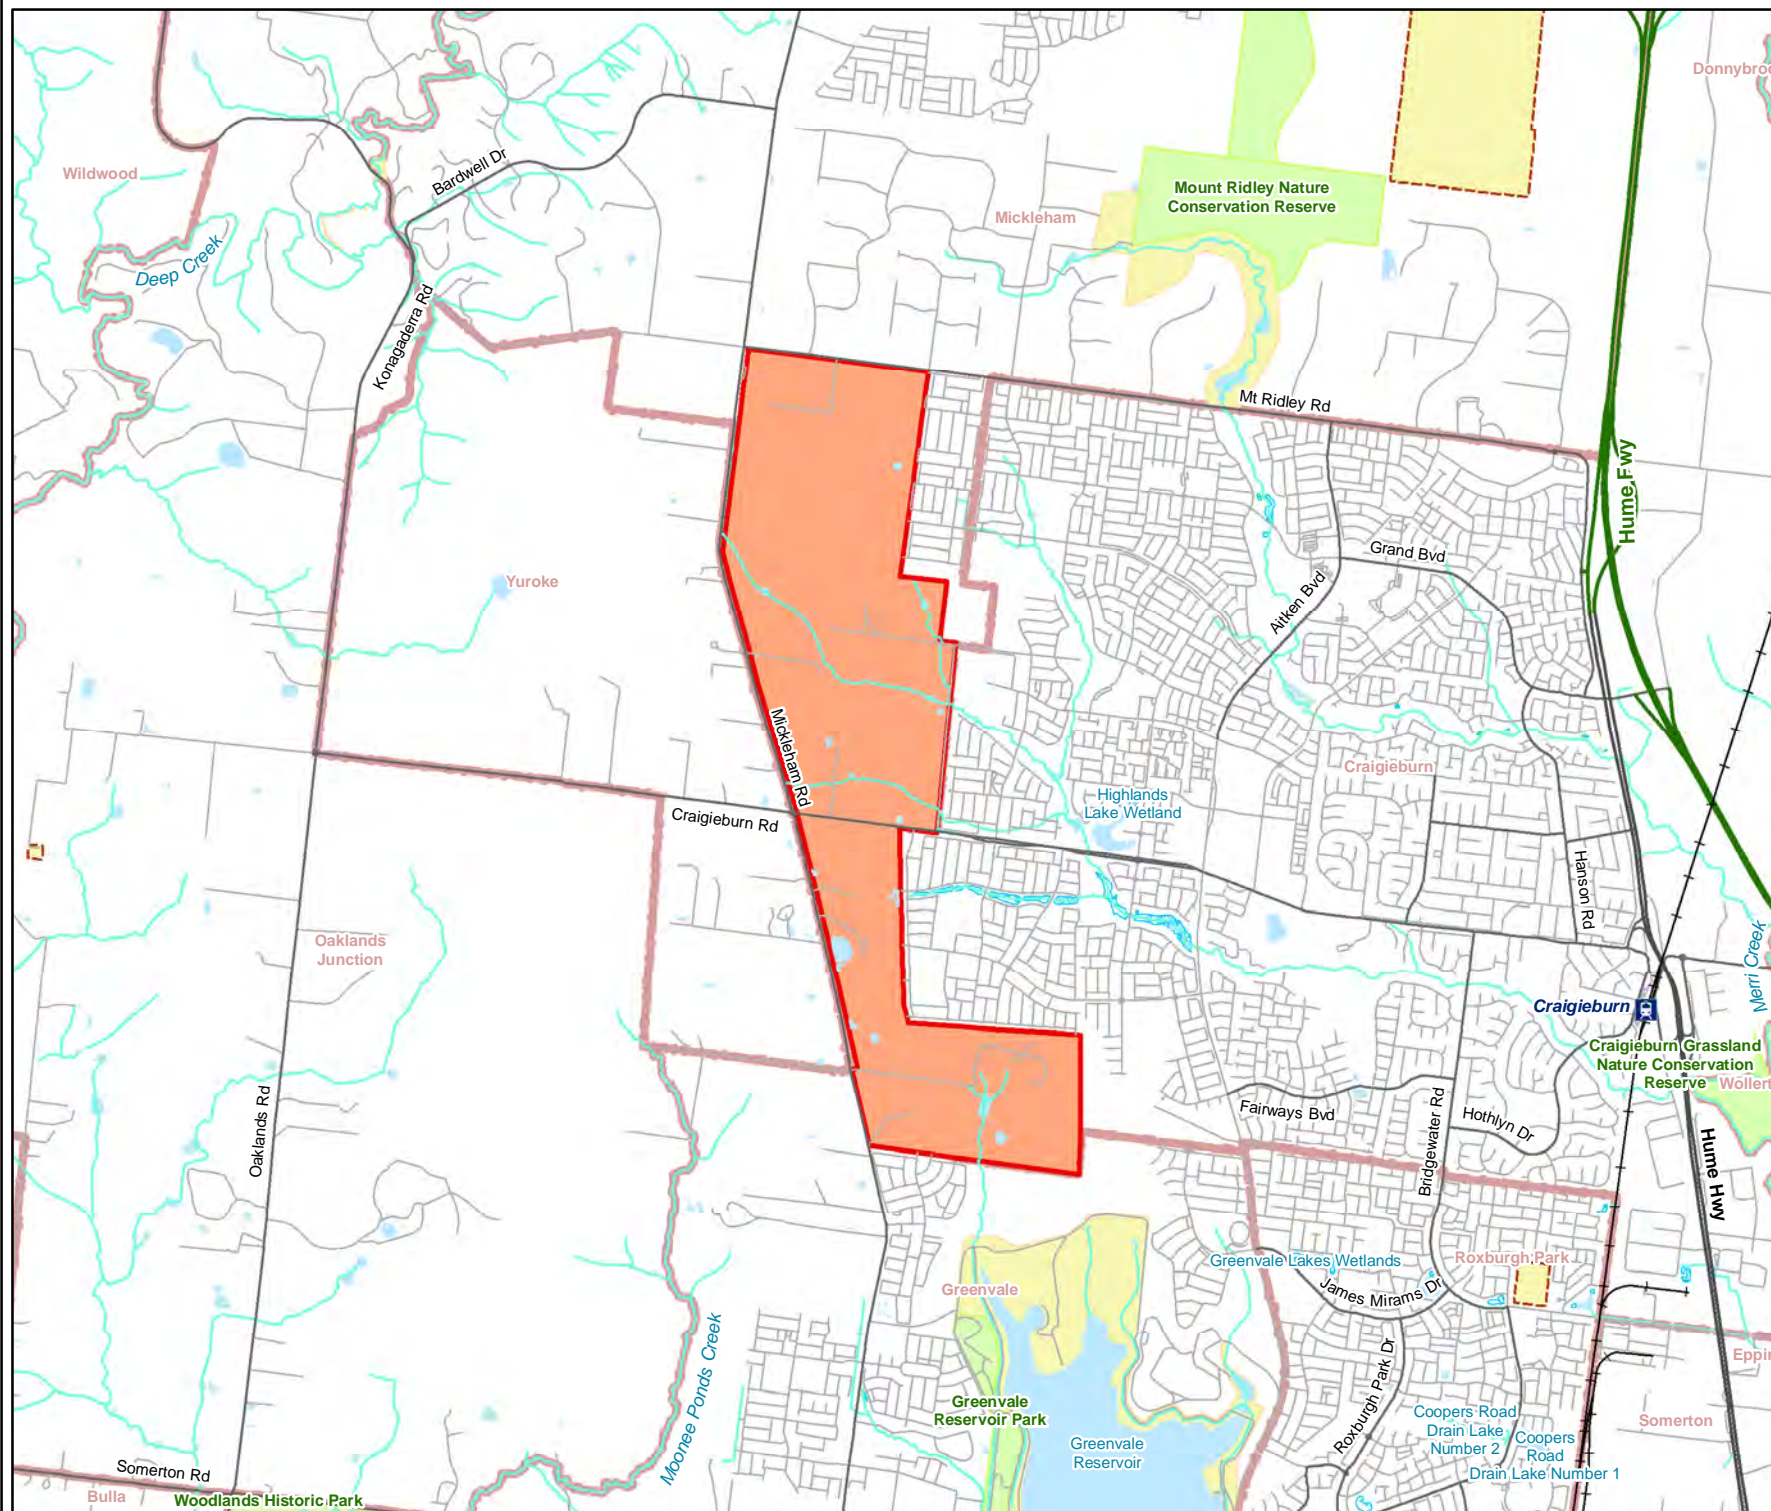 Donnybroo
Wildwood
Bardwell Dr
Mount Ridley Nature
Conservation Reserve
Mickleham
Deep Creek
Konagaderra Rd
Mt Ridley Rd
Hume Fwy
Grand Bvd
Yuroke
Aitken Bvd
Mickleham Rd
Craigieburn
Highlands
Lake Wetland
Craigieburn Rd
Hanson Rd
Oaklands
Junction
Merri Creek
Craigieburn
Craigieburn Grassland
Nature Conservation
Reserve
Wollert
Oaklands Rd
Fairways Bvd
Bridgewater Rd
Hothlyn Dr
Hume Hwy
Greenvale Lakes Wetlands
Roxburgh Park
Greenvale
James Mirams Dr
Moonee Ponds Creek
Roxburgh Park Dr
Eppin
Greenvale
Reservoir Park
Coopers Road
Drain Lake
Number 2
Somerton
Greenvale
Reservoir
Coopers
Road
Drain Lake Number 1
Somerton Rd
Bulla
Woodlands Historic Park